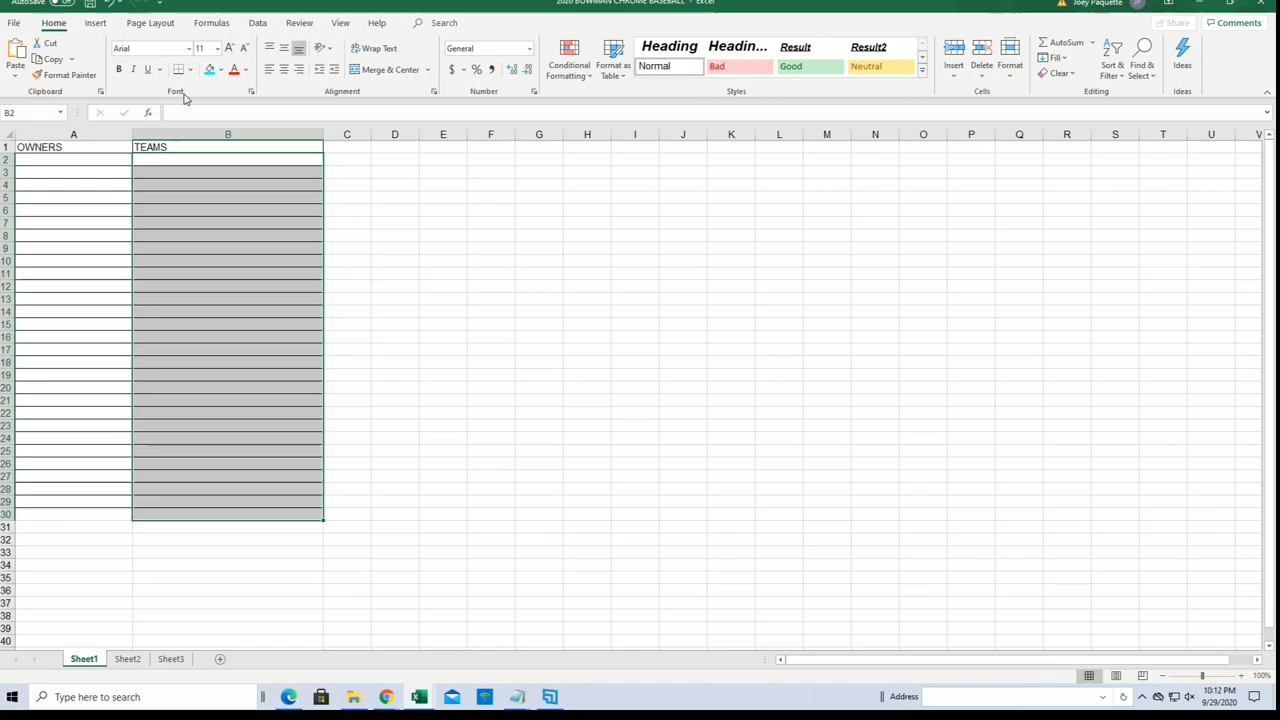 AutoSave
2020 BOWMAN CHROME BASEBALL - Excel
Joey Paquette
JP
File Home Insert Page Layout Formulas Data Review View Help Search
Share Comments
Paste
Cut
Copy
Format Painter
Clipboard
Arial 11
B I U
Font
Wrap Text
Merge & Center
Alignment
General
$ % ,
Number
Conditional Formatting
Format as Table
Heading Headin... Result Result2
Normal Bad Good Neutral
Styles
Insert Delete Format
Cells
AutoSum
Fill
Clear
Sort & Filter
Find & Select
Editing
Ideas
Ideas
B2
fx
A B C D E F G H I J K L M N O P Q R S T U V
1 OWNERS TEAMS
2
3
4
5
6
7
8
9
10
11
12
13
14
15
16
17
18
19
20
21
22
23
24
25
26
27
28
29
30
31
32
33
34
35
36
37
38
39
40
Sheet1 Sheet2 Sheet3
100%
Type here to search
Address
10:12 PM
9/29/2020